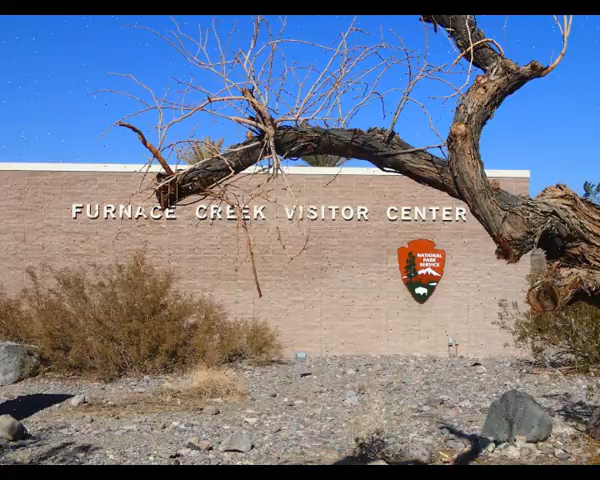 FURNACE CREEK VISITOR CENTER
NATIONAL
PARK
SERVICE